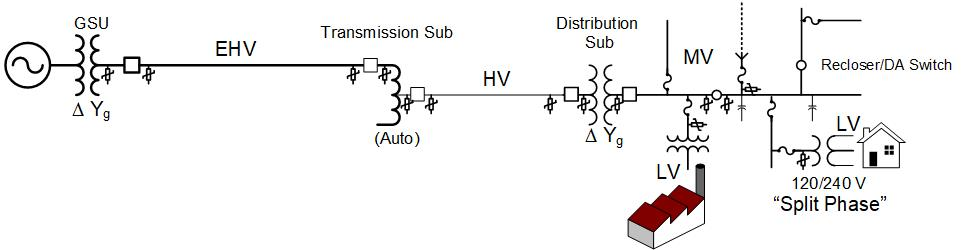 GSU
Δ Yg
EHV
Transmission Sub
(Auto)
HV
Distribution
Sub
Δ Yg
MV
Recloser/DA Switch
LV
LV
120/240 V
“Split Phase”